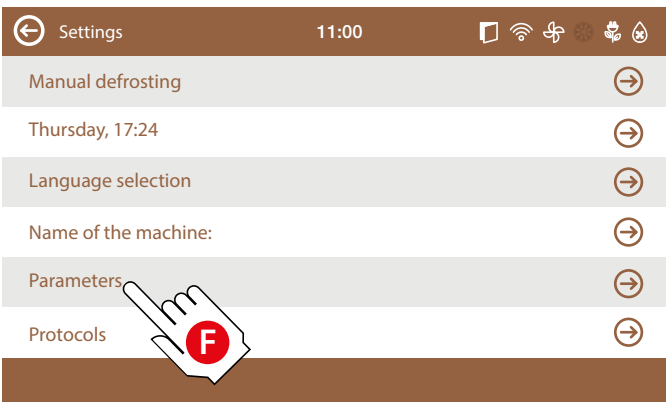 Settings 11:00
Manual defrosting
Thursday, 17:24
Language selection
Name of the machine:
Parameters
Protocols
F